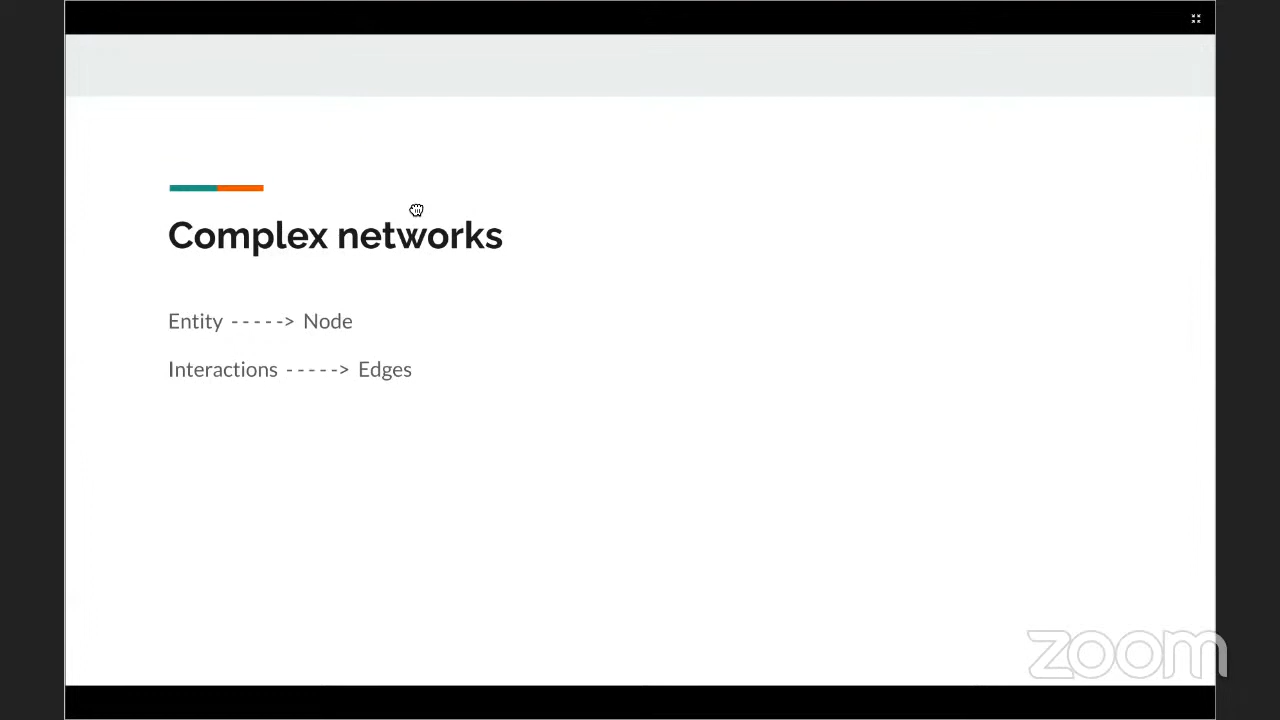 Complex networks
Entity -----> Node
Interactions -----> Edges
zoom